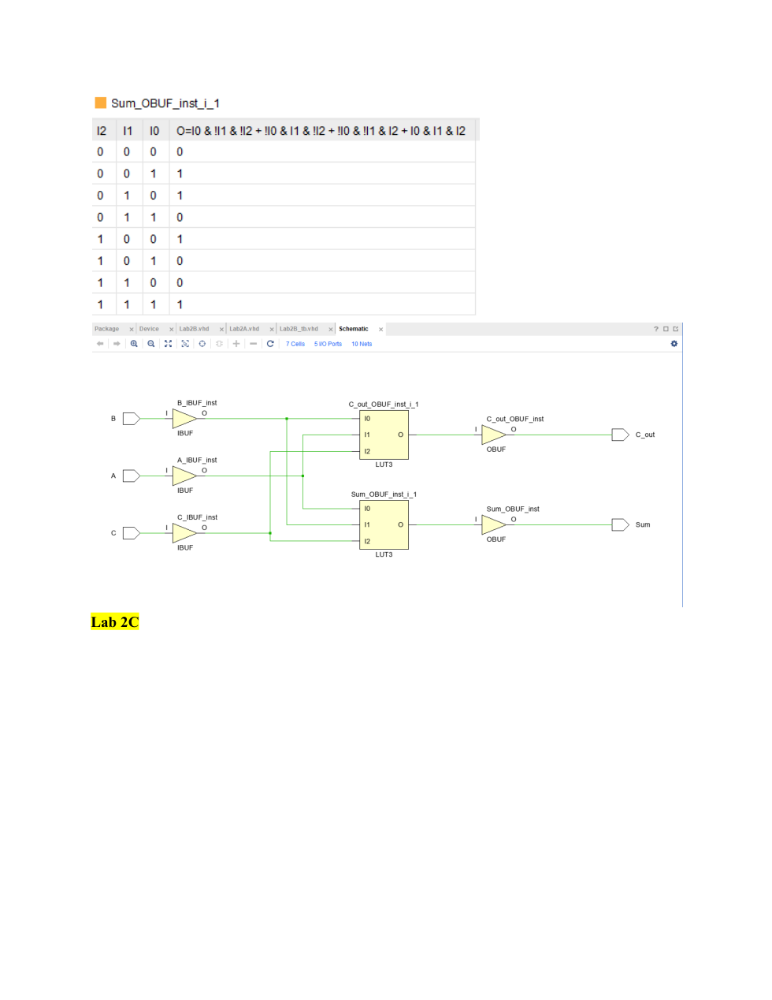 Sum_OBUF_inst_i_1
I2 I1 I0 O=I0 & !I1 & !I2 + !I0 & I1 & !I2 + !I0 & !I1 & I2 + I0 & I1 & I2
0 0 0 0
0 0 1 1
0 1 0 1
0 1 1 0
1 0 0 1
1 0 1 0
1 1 0 0
1 1 1 1
Package × Device × Lab2B.vhd × Lab2A.vhd × Lab2B_tb.vhd × Schematic × ?
7 Cells 5 I/O Ports 10 Nets
B_IBUF_inst C_out_OBUF_inst_i_1
B I O I0 C_out_OBUF_inst
IBUF I1 O I O C_out
I2 OBUF
A_IBUF_inst LUT3
A I O
IBUF Sum_OBUF_inst_i_1
I0 Sum_OBUF_inst
C_IBUF_inst I1 O I O Sum
C I O I2 OBUF
IBUF LUT3
Lab 2C